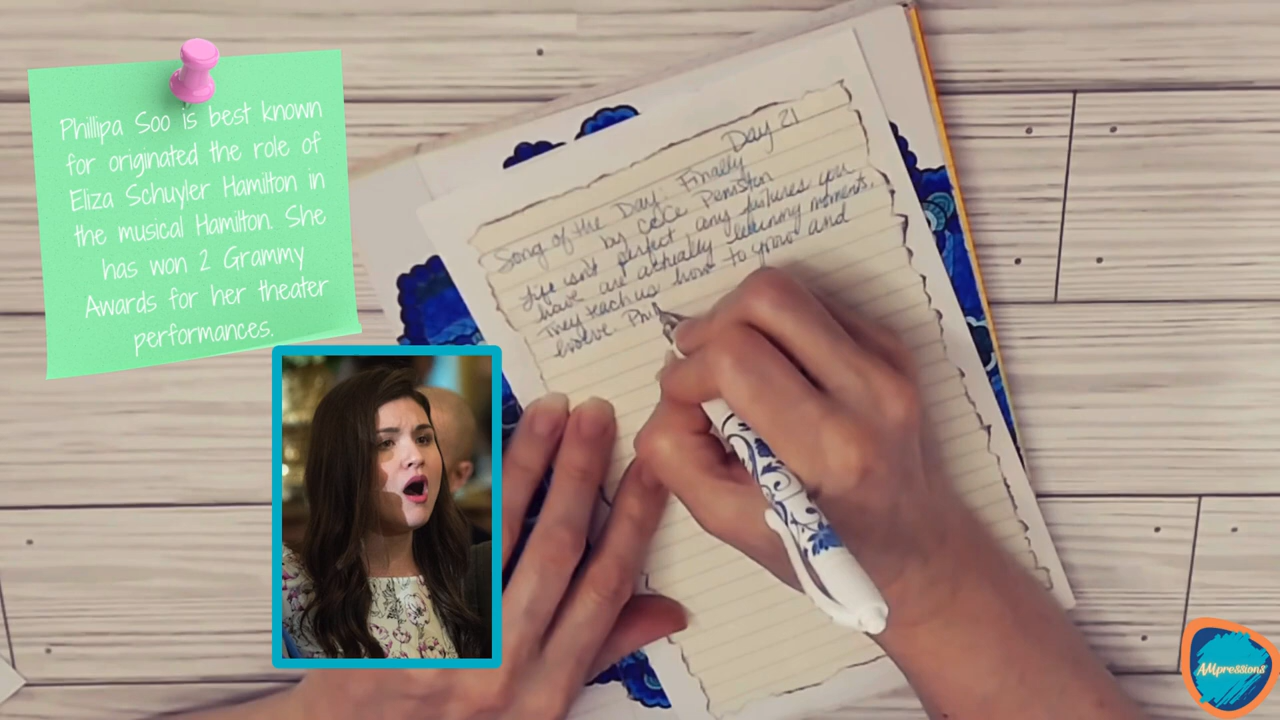 Phillipa Soo is best known
for originated the role of
Eliza Schuyler Hamilton in
the musical Hamilton. She
has won 2 Grammy
Awards for her theater
performances.
Day 21
Song of the Day: Finally
by CeCe Peniston
Life isn't perfect any failures you
have are actually learning moments.
They teach us how to grow and
evolve. Phil
AMpressions